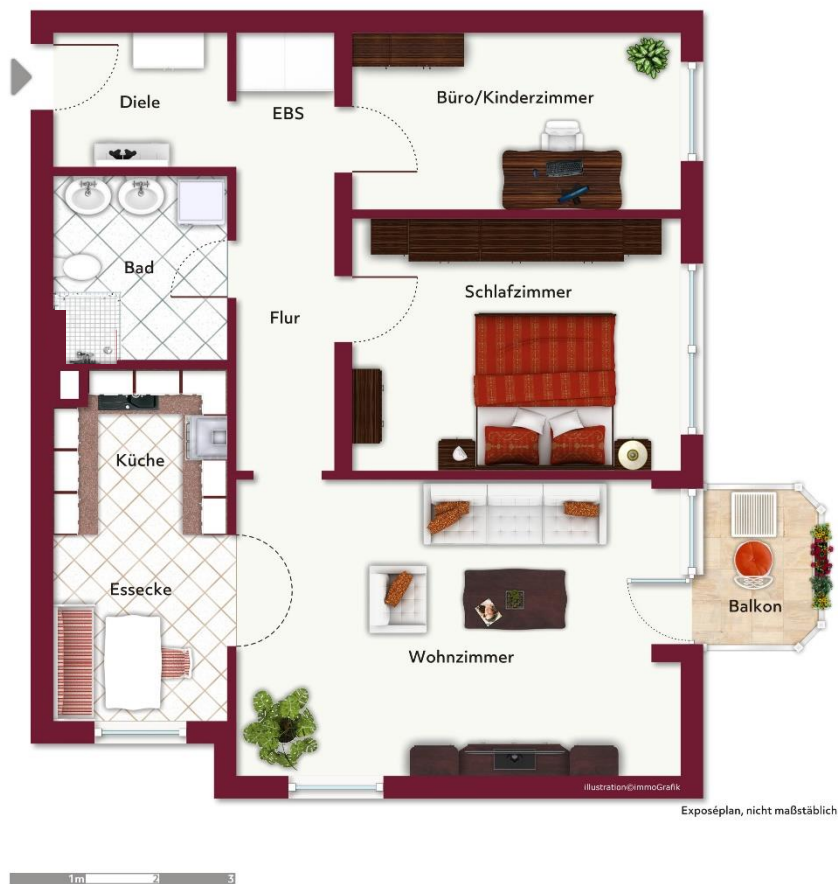 Diele
EBS
Büro/Kinderzimmer
Bad
Flur
Schlafzimmer
Küche
Essecke
Wohnzimmer
Balkon
illustration©immoGrafik
Exposéplan, nicht maßstäblich
1m 2 3